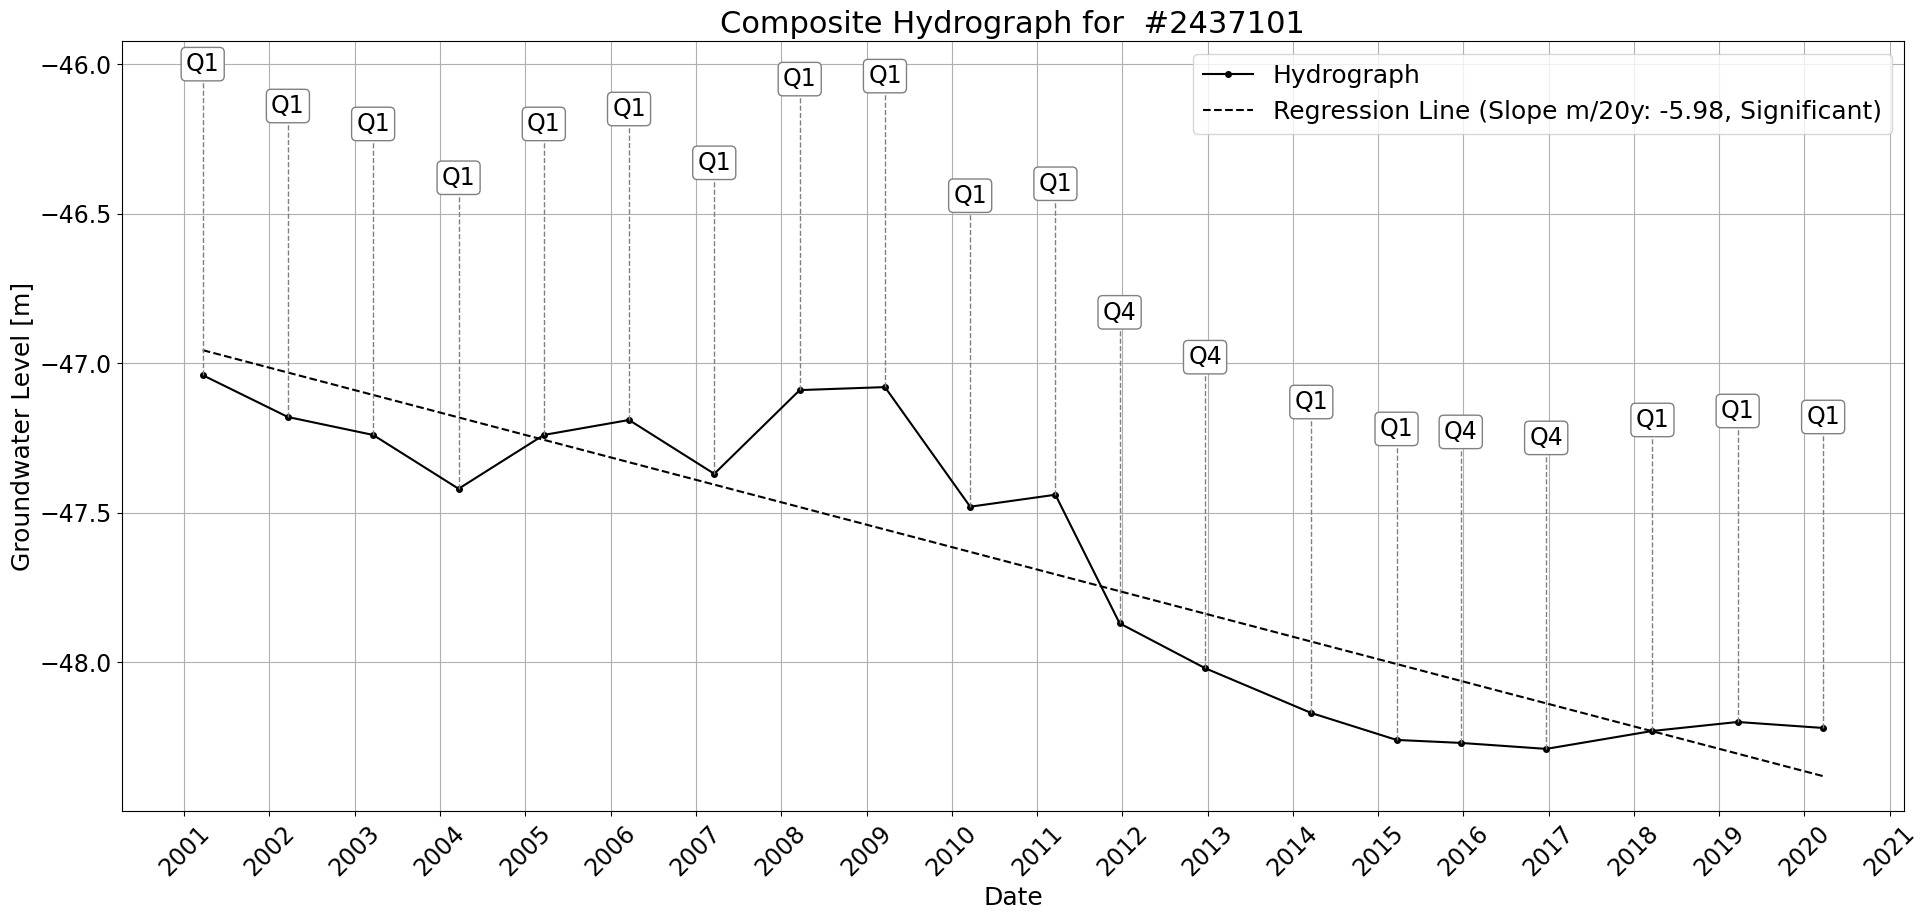 Composite Hydrograph for  #2437101
Hydrograph
Regression Line (Slope m/20y: -5.98, Significant)
Groundwater Level [m]
−46.0
−46.5
−47.0
−47.5
−48.0
Q1
Q1
Q1
Q1
Q1
Q1
Q1
Q1
Q1
Q1
Q1
Q4
Q4
Q1
Q1
Q4
Q4
Q1
Q1
Q1
2001
2002
2003
2004
2005
2006
2007
2008
2009
2010
2011
2012
2013
2014
2015
2016
2017
2018
2019
2020
2021
Date